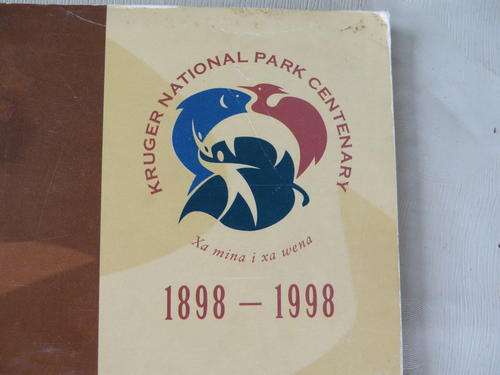 KRUGER NATIONAL PARK CENTENARY
Xa mina i xa wena
1898 – 1998